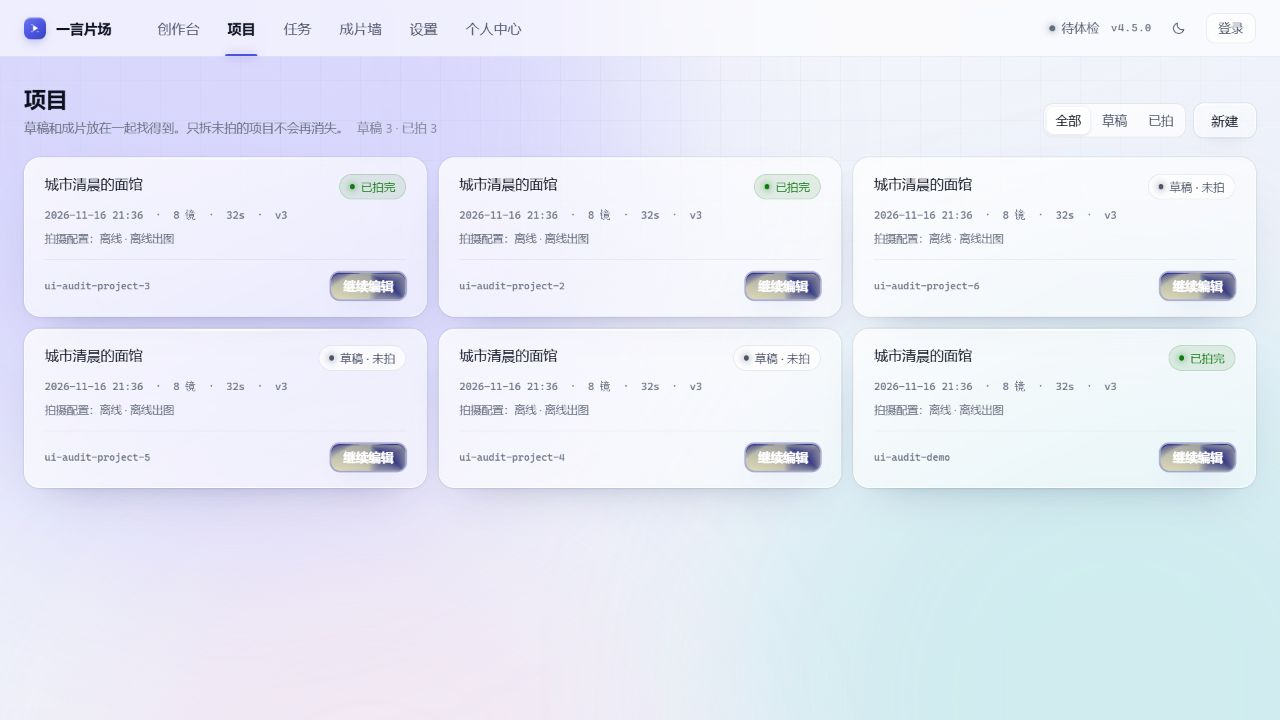 一言片场 创作台 项目 任务 成片墙 设置 个人中心 待体检 v4.5.0 登录
项目
草稿和成片放在一起找得到。只拆未拍的项目不会再消失。 草稿 3 · 已拍 3
全部 草稿 已拍 新建
城市清晨的面馆 已拍完
2026-11-16 21:36 · 8 镜 · 32s · v3
拍摄配置：离线 · 离线出图
ui-audit-project-3 继续编辑
城市清晨的面馆 已拍完
2026-11-16 21:36 · 8 镜 · 32s · v3
拍摄配置：离线 · 离线出图
ui-audit-project-2 继续编辑
城市清晨的面馆 草稿 · 未拍
2026-11-16 21:36 · 8 镜 · 32s · v3
拍摄配置：离线 · 离线出图
ui-audit-project-6 继续编辑
城市清晨的面馆 草稿 · 未拍
2026-11-16 21:36 · 8 镜 · 32s · v3
拍摄配置：离线 · 离线出图
ui-audit-project-5 继续编辑
城市清晨的面馆 草稿 · 未拍
2026-11-16 21:36 · 8 镜 · 32s · v3
拍摄配置：离线 · 离线出图
ui-audit-project-4 继续编辑
城市清晨的面馆 已拍完
2026-11-16 21:36 · 8 镜 · 32s · v3
拍摄配置：离线 · 离线出图
ui-audit-demo 继续编辑